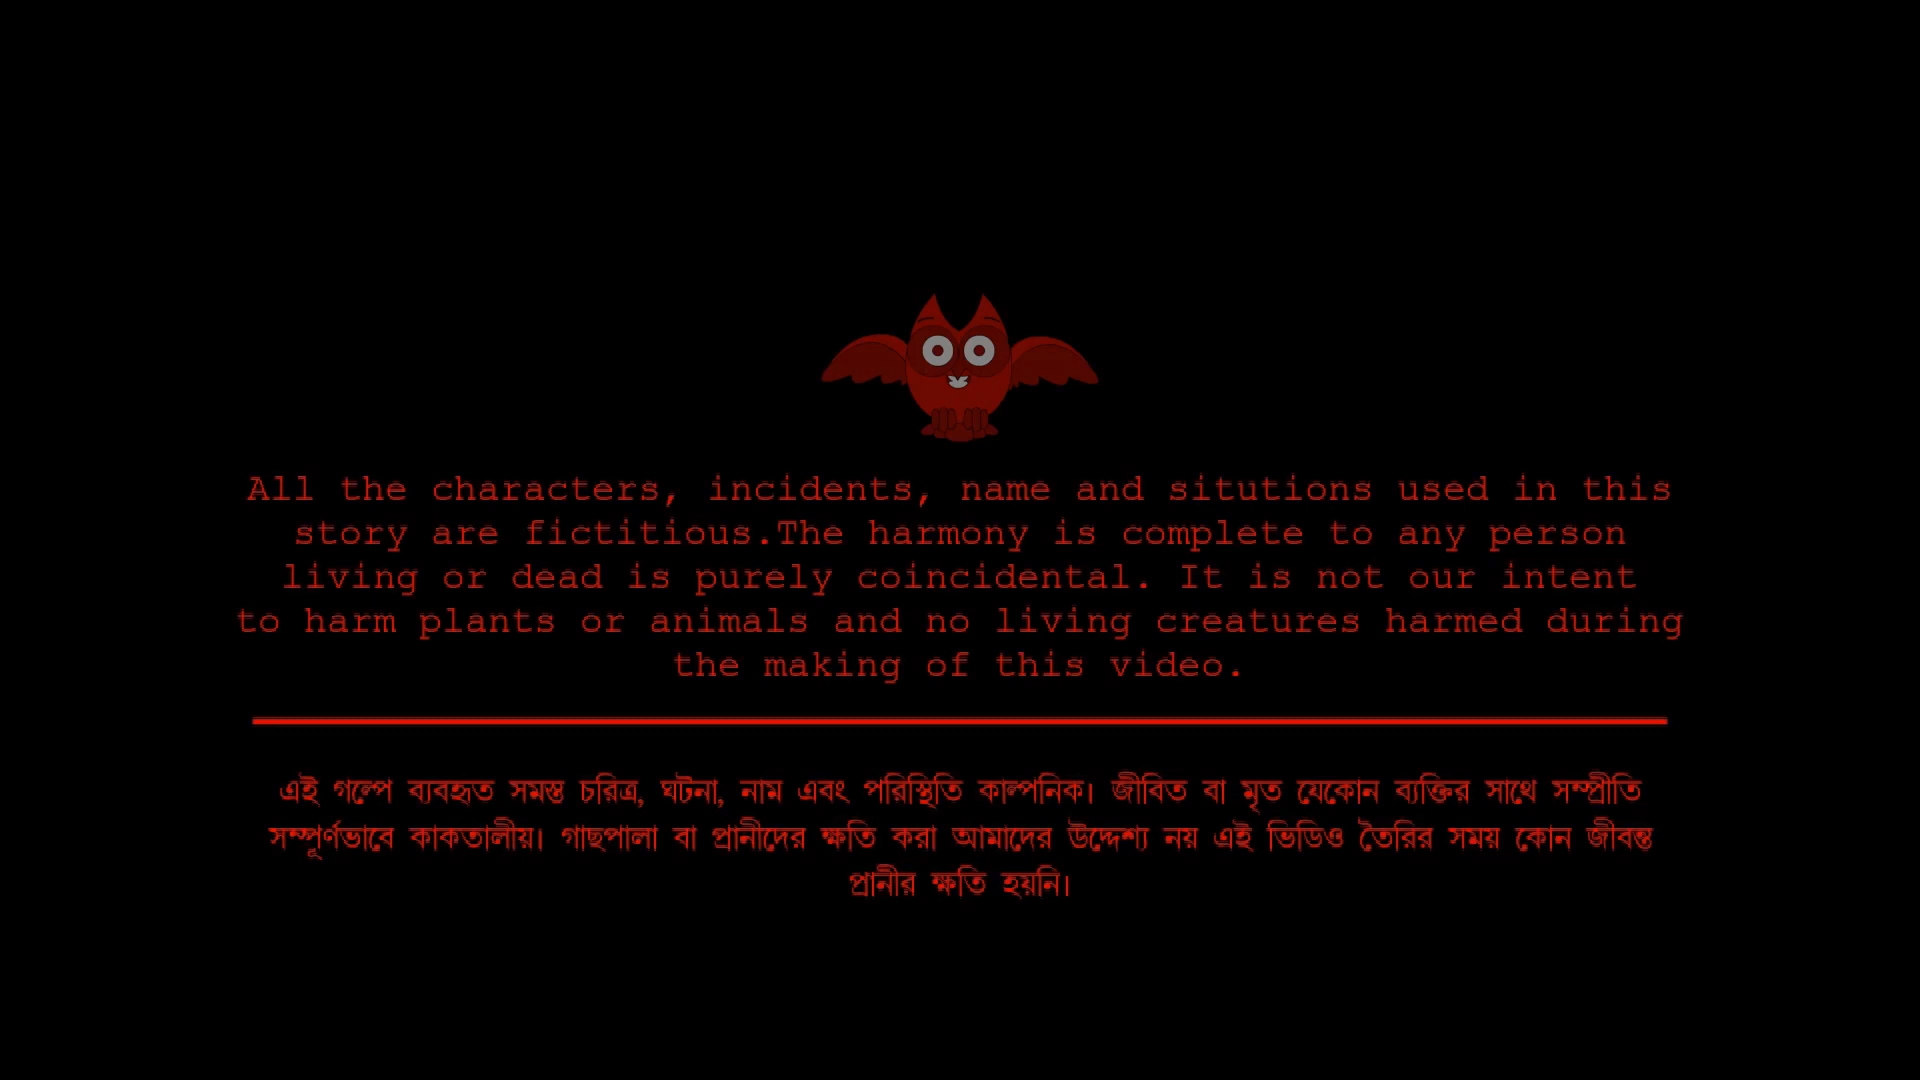 All the characters, incidents, name and situtions used in this
story are fictitious.The harmony is complete to any person
living or dead is purely coincidental. It is not our intent
to harm plants or animals and no living creatures harmed during
the making of this video.
এই গল্পে ব্যবহৃত সমস্ত চরিত্র, ঘটনা, নাম এবং পরিস্থিতি কাল্পনিক। জীবিত বা মৃত যেকোন ব্যক্তির সাথে সম্প্রীতি
সম্পূর্ণভাবে কাকতালীয়। গাছপালা বা প্রানীদের ক্ষতি করা আমাদের উদ্দেশ্য নয় এই ভিডিও তৈরির সময় কোন জীবন্ত
প্রানীর ক্ষতি হয়নি।